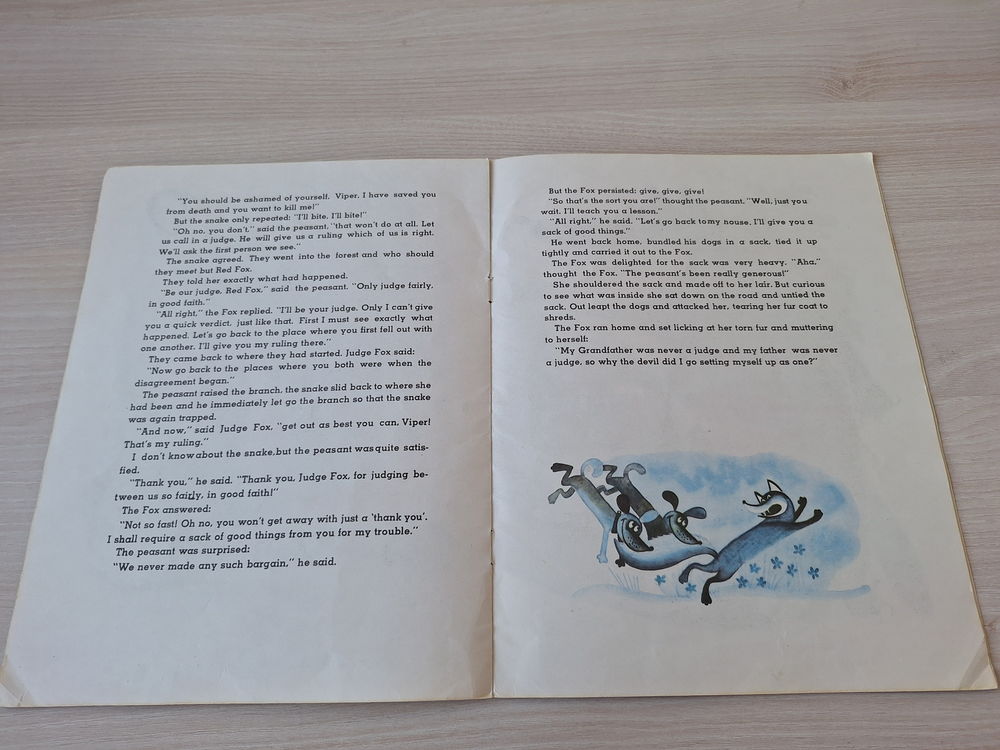 "You should be ashamed of yourself, Viper, I have saved you
from death and you want to kill me!"
But the snake only repeated: "I'll bite, I'll bite!"
"Oh no, you don't," said the peasant, "that won't do at all. Let
us call in a judge. He will give us a ruling which of us is right.
We'll ask the first person we see."
The snake agreed. They went into the forest and who should
they meet but Red Fox.
They told her exactly what had happened.
"Be our judge, Red Fox," said the peasant. "Only judge fairly,
in good faith."
"All right," the Fox replied. "I'll be your judge. Only I can't give
you a quick verdict, just like that. First I must see exactly what
happened. Let's go back to the place where you first fell out with
one another. I'll give you my ruling there."
They came back to where they had started. Judge Fox said:
"Now go back to the places where you both were when the
disagreement began."
The peasant raised the branch, the snake slid back to where she
had been and he immediately let go the branch so that the snake
was again trapped.
"And now," said Judge Fox, "get out as best you can, Viper!
That's my ruling."
I don't know about the snake, but the peasant was quite satis-
fied.
"Thank you," he said. "Thank you, Judge Fox, for judging be-
tween us so fairly, in good faith!"
The Fox answered:
"Not so fast! Oh no, you won't get away with just a 'thank you'.
I shall require a sack of good things from you for my trouble."
The peasant was surprised:
"We never made any such bargain," he said.
But the Fox persisted: give, give, give!
"So that's the sort you are!" thought the peasant. "Well, just you
wait. I'll teach you a lesson."
"All right," he said. "Let's go back to my house, I'll give you a
sack of good things."
He went back home, bundled his dogs in a sack, tied it up
tightly and carried it out to the Fox.
The Fox was delighted for the sack was very heavy. "Aha,"
thought the Fox. "The peasant's been really generous!"
She shouldered the sack and made off to her lair. But curious
to see what was inside she sat down on the road and untied the
sack. Out leapt the dogs and attacked her, tearing her fur coat to
shreds.
The Fox ran home and set licking at her torn fur and muttering
to herself:
"My Grandfather was never a judge and my father was never
a judge, so why the devil did I go setting myself up as one?"